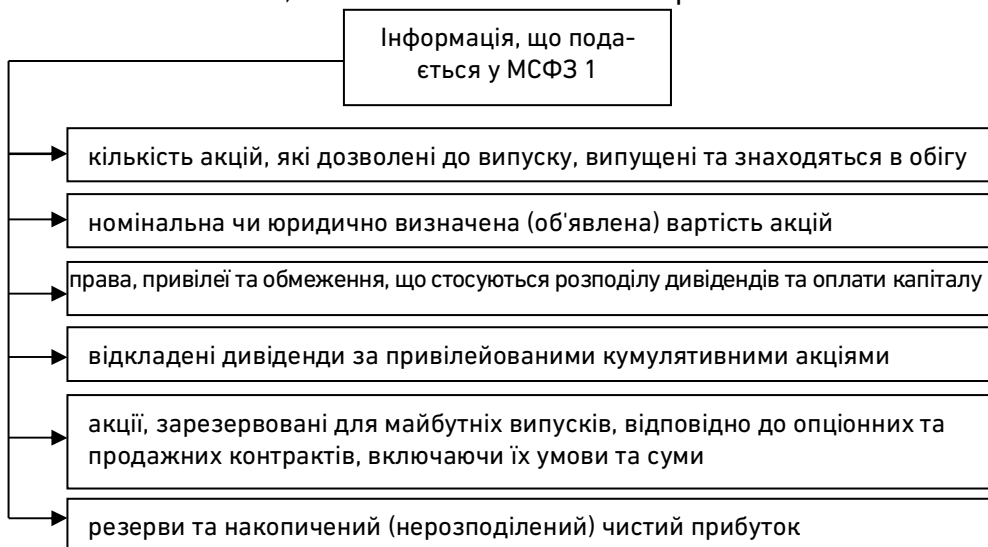 Інформація, що пода-
ється у МСФЗ 1
кількість акцій, які дозволені до випуску, випущені та знаходяться в обігу
номінальна чи юридично визначена (об'явлена) вартість акцій
права, привілеї та обмеження, що стосуються розподілу дивідендів та оплати капіталу
відкладені дивіденди за привілейованими кумулятивними акціями
акції, зарезервовані для майбутніх випусків, відповідно до опціонних та
продажних контрактів, включаючи їх умови та суми
резерви та накопичений (нерозподілений) чистий прибуток